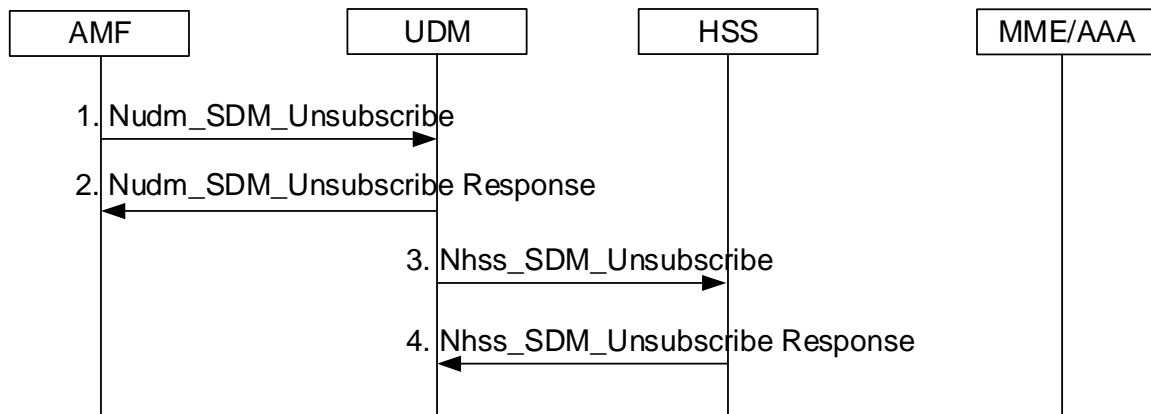 AMF UDM HSS MME/AAA
1. Nudm_SDM_Unsubscribe
2. Nudm_SDM_Unsubscribe Response
3. Nhss_SDM_Unsubscribe
4. Nhss_SDM_Unsubscribe Response